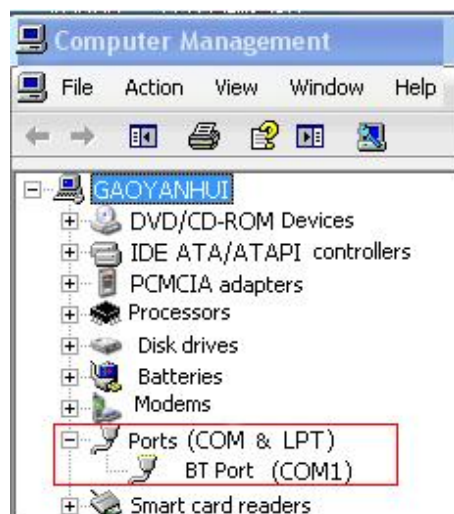 Computer Management
File Action View Window Help
GAOYANHUI
DVD/CD-ROM Devices
IDE ATA/ATAPI controllers
PCMCIA adapters
Processors
Disk drives
Batteries
Modems
Ports (COM & LPT)
BT Port (COM1)
Smart card readers